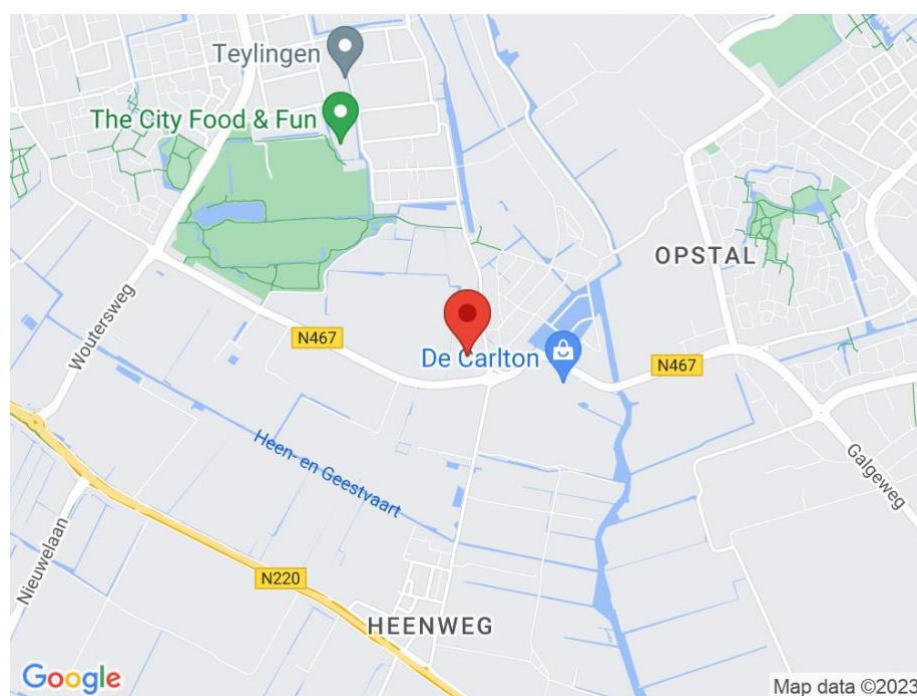 Teylingen
The City Food & Fun
OPSTAL
Woutersweg
N467
De Carlton
N467
Heen- en Geestvaart
Galgeweg
Nieuwelaan
N220
HEENWEG
Google
Map data ©2023